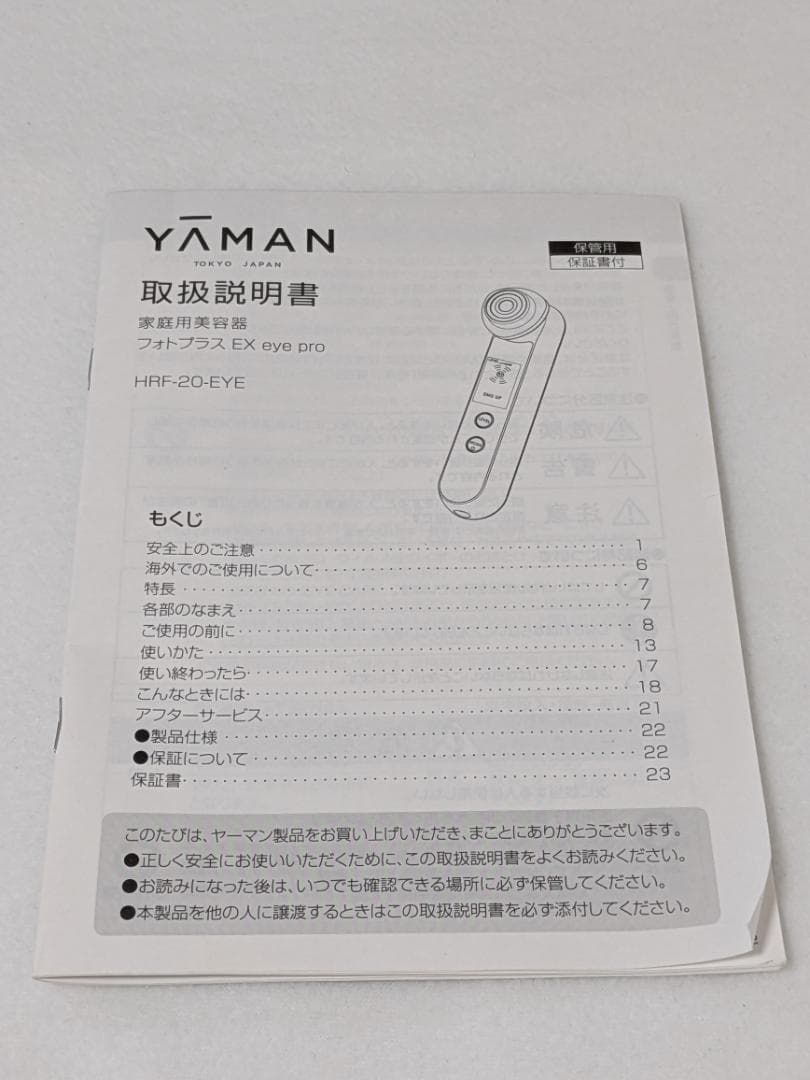 YĀMAN
TOKYO JAPAN
保管用
保証書付
取扱説明書
家庭用美容器
フォトプラス EX eye pro
HRF-20-EYE
EMS UP
もくじ
安全上のご注意 ································ 1
海外でのご使用について ································ 6
特長 ································ 7
各部のなまえ ································ 7
ご使用の前に ································ 8
使いかた ································ 13
使い終わったら ································ 17
こんなときには ································ 18
アフターサービス ································ 21
●製品仕様 ································ 22
●保証について ································ 22
保証書 ································ 23
このたびは、ヤーマン製品をお買い上げいただき、まことにありがとうございます。
●正しく安全にお使いいただくために、この取扱説明書をよくお読みください。
●お読みになった後は、いつでも確認できる場所に必ず保管してください。
●本製品を他の人に譲渡するときはこの取扱説明書を必ず添付してください。